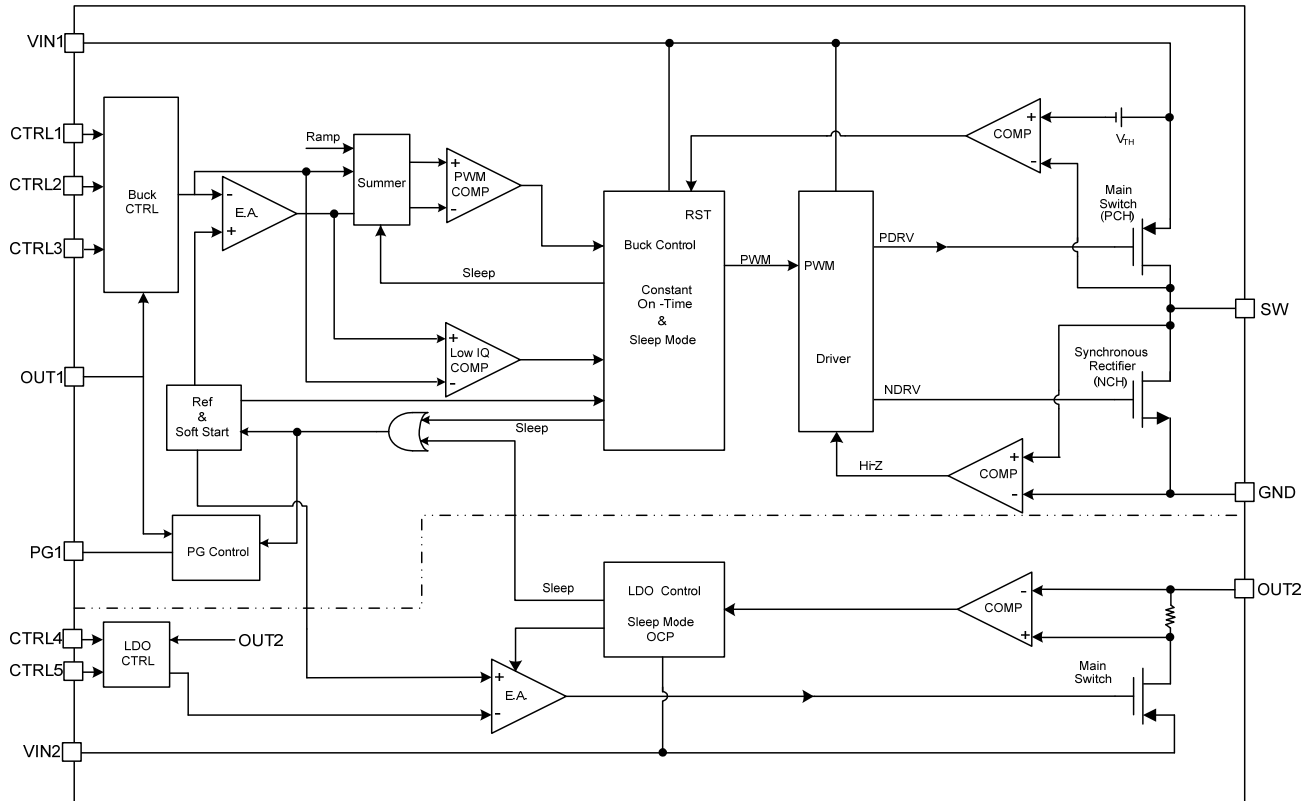 VIN1
CTRL1
CTRL2
CTRL3
Buck
CTRL
OUT1
PG1
CTRL4
CTRL5
VIN2
Ramp
Summer
-
E.A.
+
+
PWM
COMP
-
Sleep
+
Low IQ
COMP
-
Ref
&
Soft Start
Sleep
PG Control
RST
Buck Control
Constant
On -Time
&
Sleep Mode
PWM
PWM
Driver
PDRV
NDRV
Hi-Z
+
COMP
-
VTH
Main
Switch
(PCH)
SW
Synchronous
Rectifier
(NCH)
+
COMP
-
GND
LDO
CTRL
OUT2
Sleep
LDO Control
Sleep Mode
OCP
-
COMP
+
OUT2
+
E.A.
-
Main
Switch